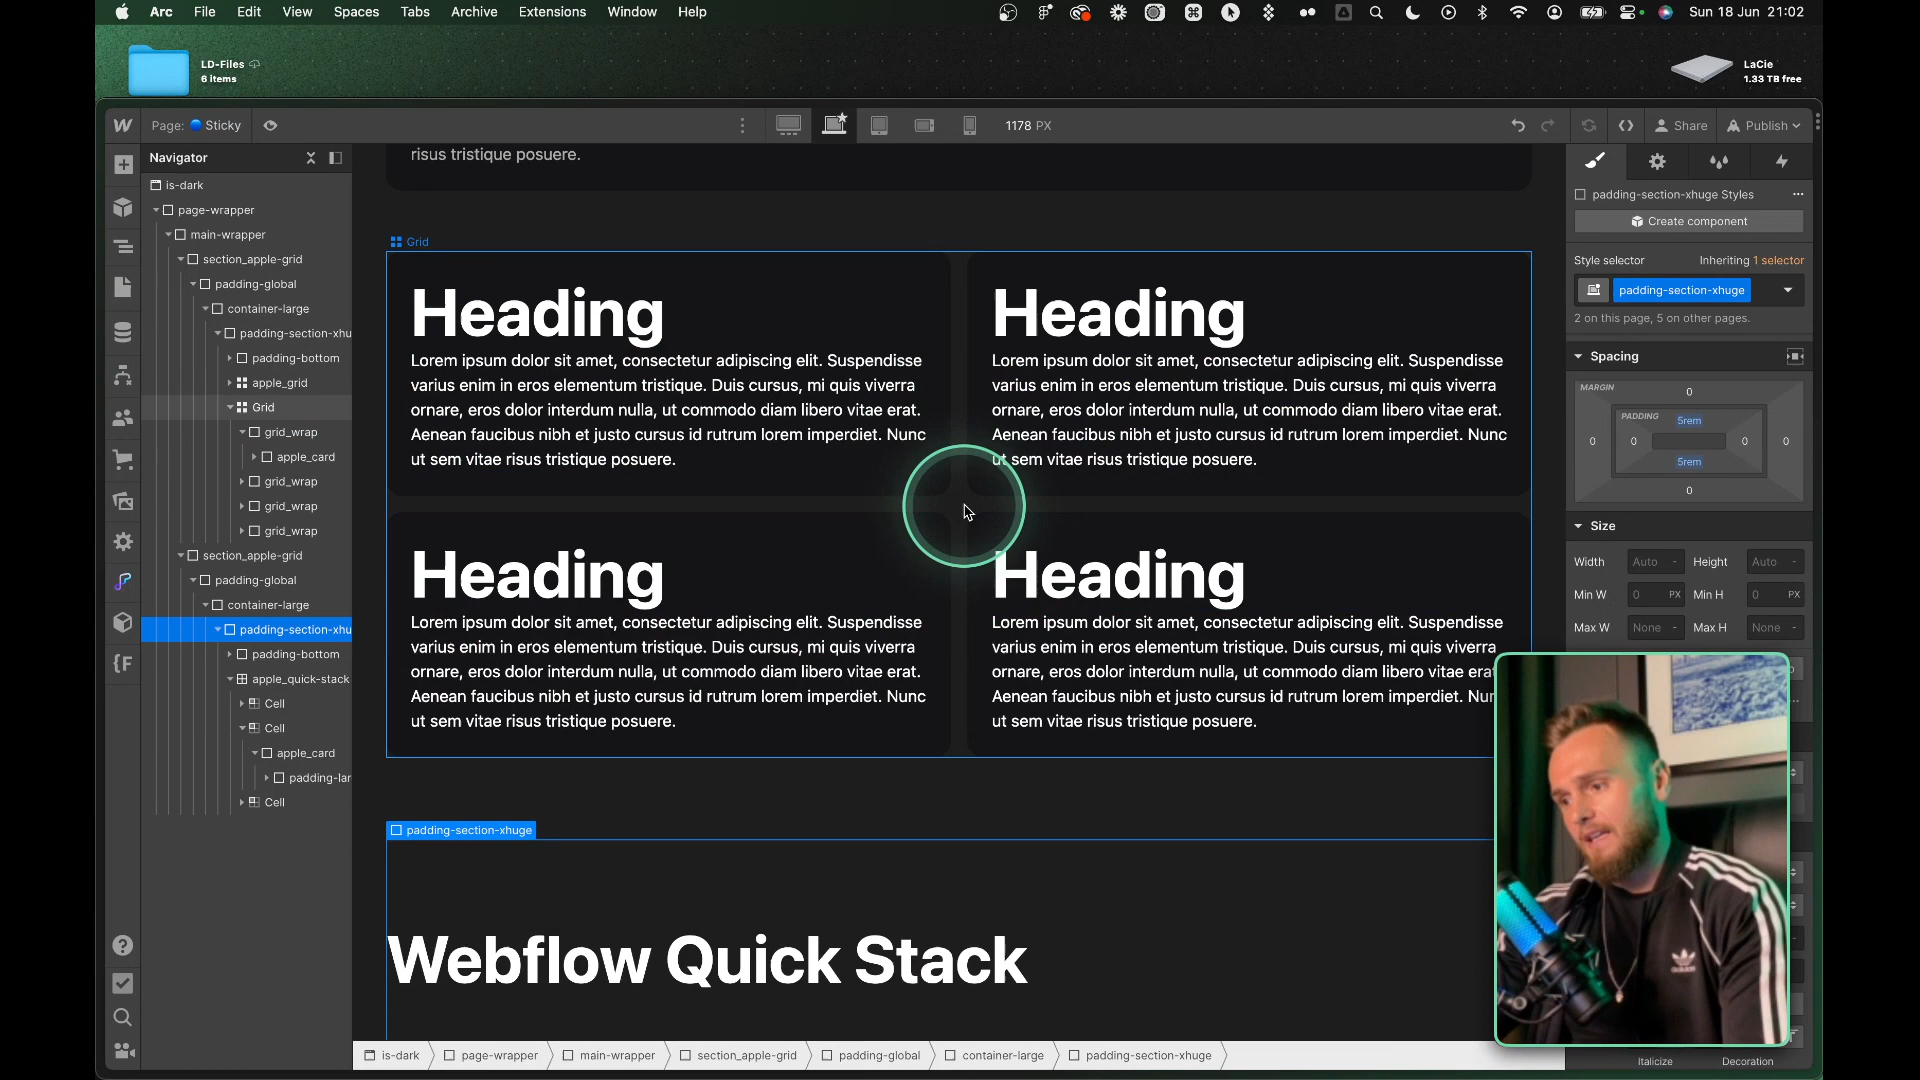 Arc File Edit View Spaces Tabs Archive Extensions Window Help Sun 18 Jun 21:02
LD-Files
6 items
LaCie
1.33 TB free
Page: Sticky 1178 PX Share Publish
Navigator
is-dark
page-wrapper
main-wrapper
section_apple-grid
padding-global
container-large
padding-section-xhu
padding-bottom
apple_grid
Grid
grid_wrap
apple_card
grid_wrap
grid_wrap
grid_wrap
section_apple-grid
padding-global
container-large
padding-section-xhu
padding-bottom
apple_quick-stack
Cell
Cell
apple_card
padding-lar
Cell
risus tristique posuere.
Grid
Heading
Lorem ipsum dolor sit amet, consectetur adipiscing elit. Suspendisse
varius enim in eros elementum tristique. Duis cursus, mi quis viverra
ornare, eros dolor interdum nulla, ut commodo diam libero vitae erat.
Aenean faucibus nibh et justo cursus id rutrum lorem imperdiet. Nunc
ut sem vitae risus tristique posuere.
Heading
Lorem ipsum dolor sit amet, consectetur adipiscing elit. Suspendisse
varius enim in eros elementum tristique. Duis cursus, mi quis viverra
ornare, eros dolor interdum nulla, ut commodo diam libero vitae erat.
Aenean faucibus nibh et justo cursus id rutrum lorem imperdiet. Nunc
ut sem vitae risus tristique posuere.
Heading
Lorem ipsum dolor sit amet, consectetur adipiscing elit. Suspendisse
varius enim in eros elementum tristique. Duis cursus, mi quis viverra
ornare, eros dolor interdum nulla, ut commodo diam libero vitae erat.
Aenean faucibus nibh et justo cursus id rutrum lorem imperdiet. Nunc
ut sem vitae risus tristique posuere.
Heading
Lorem ipsum dolor sit amet, consectetur adipiscing elit. Suspendisse
varius enim in eros elementum tristique. Duis cursus, mi quis viverra
ornare, eros dolor interdum nulla, ut commodo diam libero vitae erat
Aenean faucibus nibh et justo cursus id rutrum lorem imperdiet. Nun
ut sem vitae risus tristique posuere.
padding-section-xhuge
Webflow Quick Stack
is-dark page-wrapper main-wrapper section_apple-grid padding-global container-large padding-section-xhuge
padding-section-xhuge Styles
Create component
Style selector Inheriting 1 selector
padding-section-xhuge
2 on this page, 5 on other pages.
Spacing
MARGIN
0
PADDING
5rem
0 0 0 0
5rem
0
Size
Width Auto - Height Auto -
Min W 0 PX Min H 0 PX
Max W None - Max H None -
adidas
Italicize Decoration